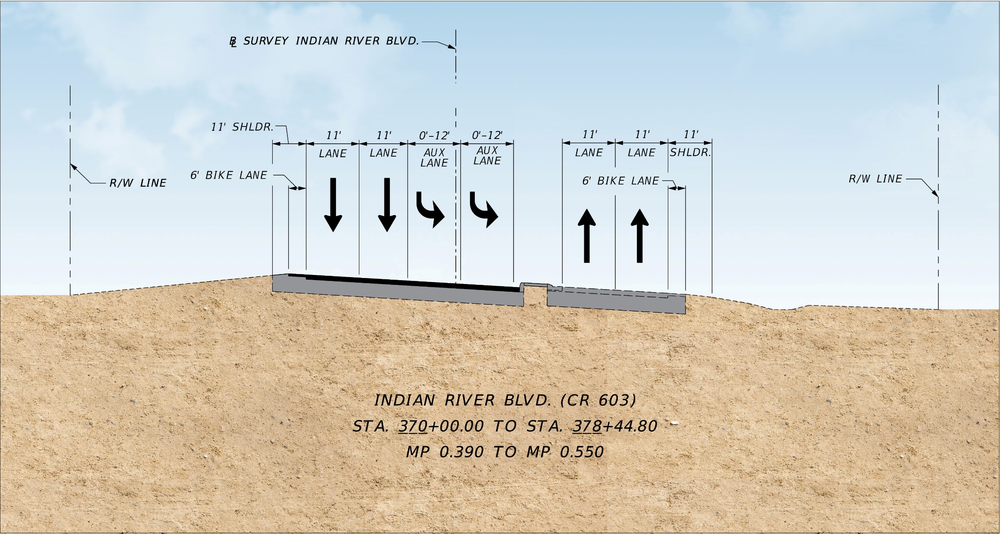 ℄ SURVEY INDIAN RIVER BLVD.
11' SHLDR.
11'
LANE
11'
LANE
0'-12'
AUX
LANE
0'-12'
AUX
LANE
11'
LANE
11'
LANE
11'
SHLDR.
6' BIKE LANE
6' BIKE LANE
R/W LINE
R/W LINE
INDIAN RIVER BLVD. (CR 603)
STA. 370+00.00 TO STA. 378+44.80
MP 0.390 TO MP 0.550